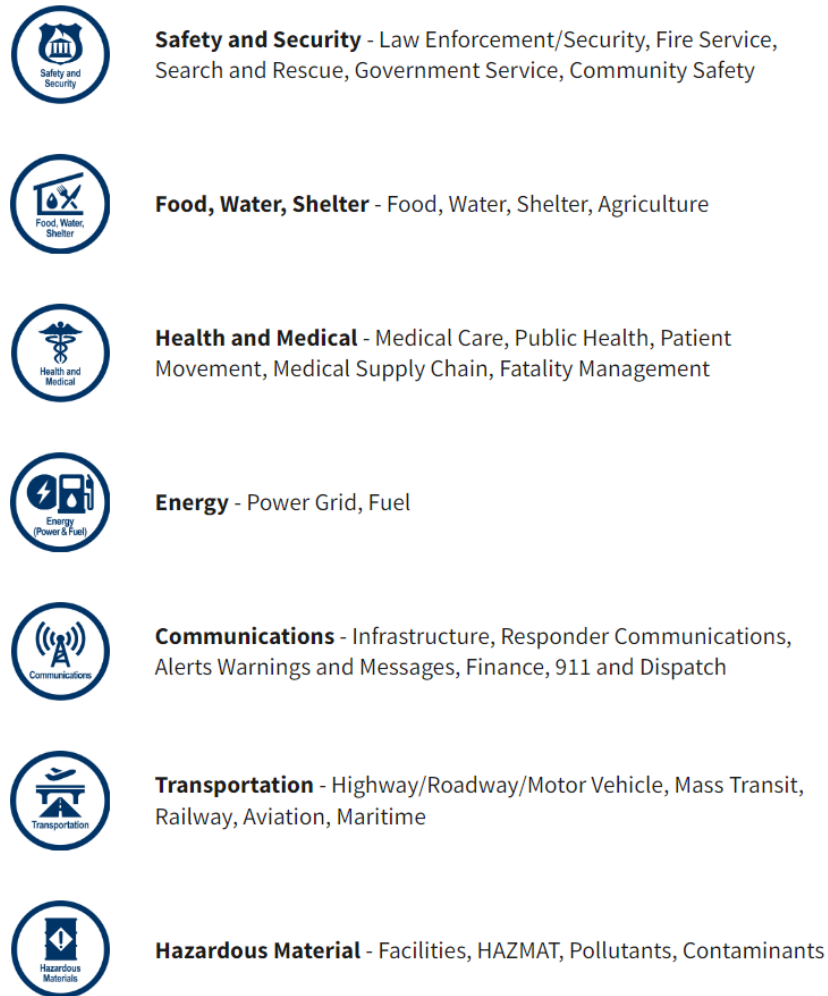 Safety and
Security
Safety and Security - Law Enforcement/Security, Fire Service,
Search and Rescue, Government Service, Community Safety
Food, Water,
Shelter
Food, Water, Shelter - Food, Water, Shelter, Agriculture
Health and
Medical
Health and Medical - Medical Care, Public Health, Patient
Movement, Medical Supply Chain, Fatality Management
Energy
(Power & Fuel)
Energy - Power Grid, Fuel
Communications
Communications - Infrastructure, Responder Communications,
Alerts Warnings and Messages, Finance, 911 and Dispatch
Transportation
Transportation - Highway/Roadway/Motor Vehicle, Mass Transit,
Railway, Aviation, Maritime
Hazardous
Materials
Hazardous Material - Facilities, HAZMAT, Pollutants, Contaminants